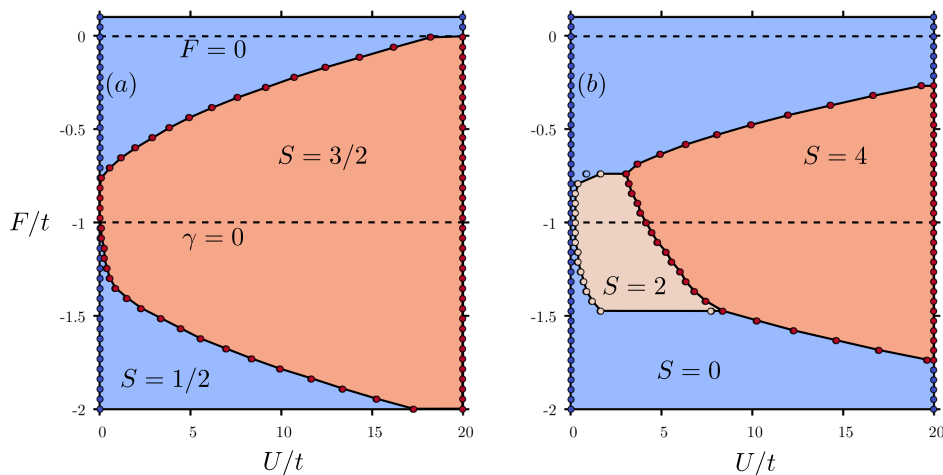 0
F = 0
(a)
-0.5
S = 3/2
F/t
-1
γ = 0
-1.5
S = 1/2
-2
0 5 10 15 20
U/t
0
(b)
-0.5
S = 4
-1
S = 2
-1.5
S = 0
-2
0 5 10 15 20
U/t